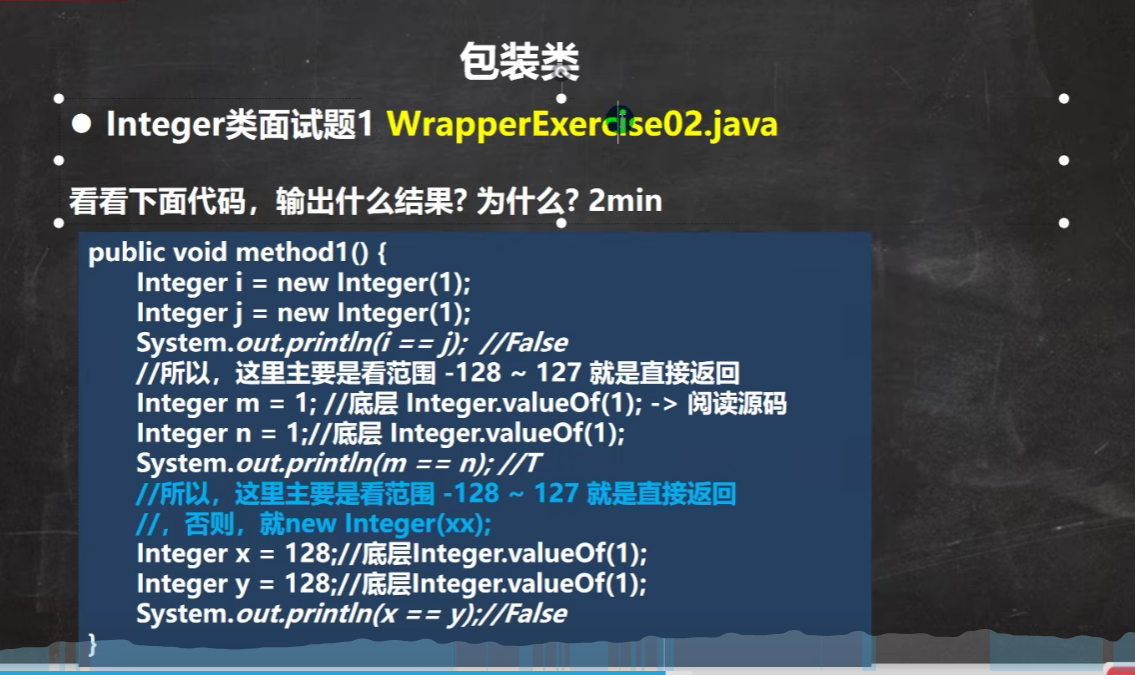 包装类
● Integer类面试题1 WrapperExercise02.java
看看下面代码，输出什么结果? 为什么? 2min
public void method1() {
Integer i = new Integer(1);
Integer j = new Integer(1);
System.out.println(i == j); //False
//所以，这里主要是看范围 -128 ~ 127 就是直接返回
Integer m = 1; //底层 Integer.valueOf(1); -> 阅读源码
Integer n = 1;//底层 Integer.valueOf(1);
System.out.println(m == n); //T
//所以，这里主要是看范围 -128 ~ 127 就是直接返回
//，否则，就new Integer(xx);
Integer x = 128;//底层Integer.valueOf(1);
Integer y = 128;//底层Integer.valueOf(1);
System.out.println(x == y);//False
}